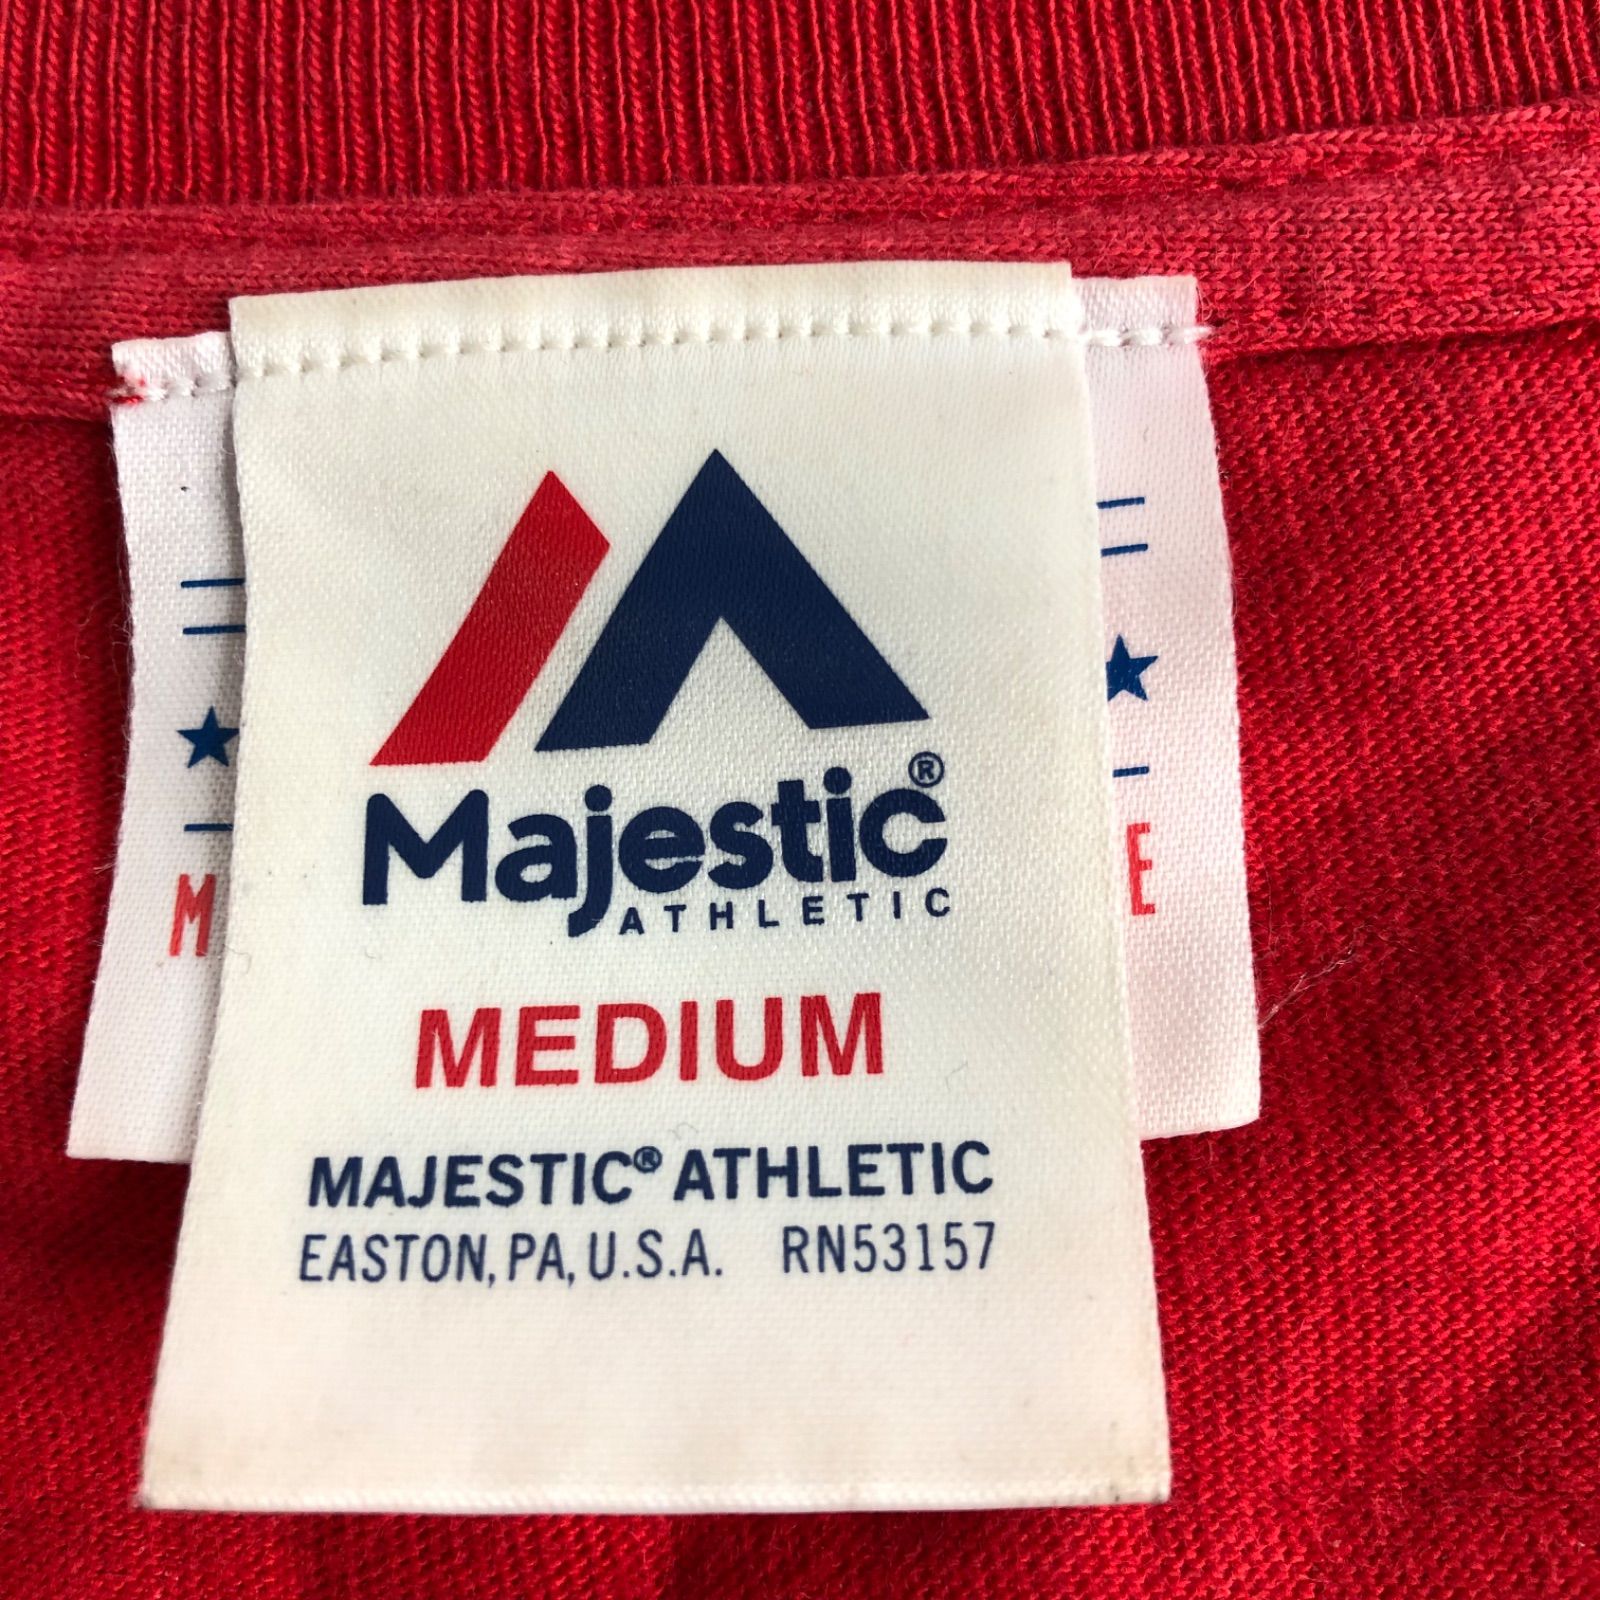 Majestic®
ATHLETIC
M E
MEDIUM
MAJESTIC® ATHLETIC
EASTON, PA, U.S.A. RN53157